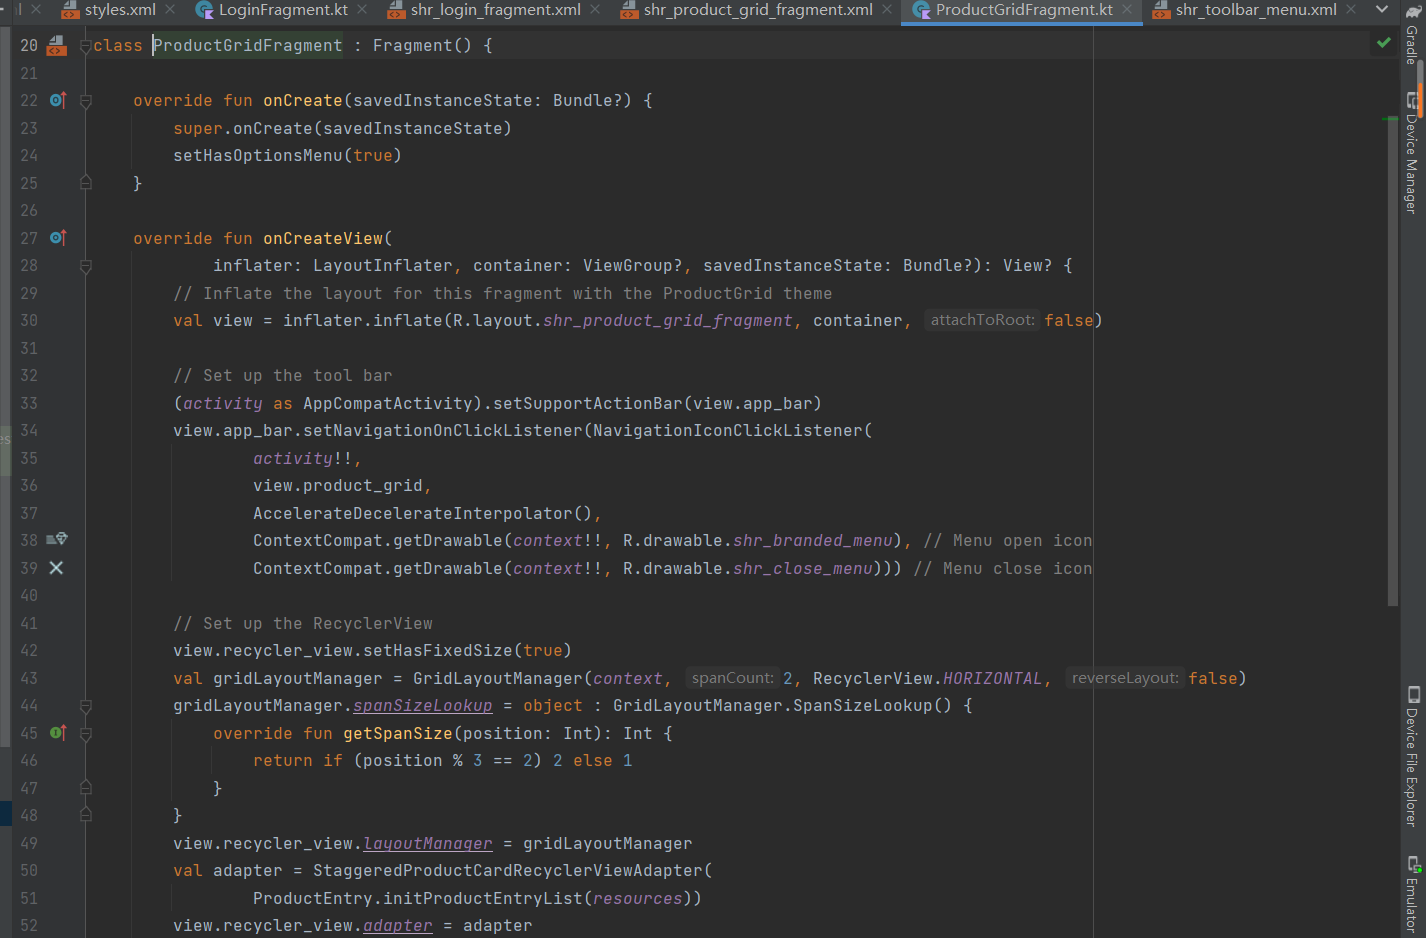 styles.xml LoginFragment.kt shr_login_fragment.xml shr_product_grid_fragment.xml ProductGridFragment.kt shr_toolbar_menu.xml
20 class ProductGridFragment : Fragment() {
21
22 override fun onCreate(savedInstanceState: Bundle?) {
23 super.onCreate(savedInstanceState)
24 setHasOptionsMenu(true)
25 }
26
27 override fun onCreateView(
28 inflater: LayoutInflater, container: ViewGroup?, savedInstanceState: Bundle?): View? {
29 // Inflate the layout for this fragment with the ProductGrid theme
30 val view = inflater.inflate(R.layout.shr_product_grid_fragment, container, attachToRoot: false)
31
32 // Set up the tool bar
33 (activity as AppCompatActivity).setSupportActionBar(view.app_bar)
34 view.app_bar.setNavigationOnClickListener(NavigationIconClickListener(
35 activity!!,
36 view.product_grid,
37 AccelerateDecelerateInterpolator(),
38 ContextCompat.getDrawable(context!!, R.drawable.shr_branded_menu), // Menu open icon
39 ContextCompat.getDrawable(context!!, R.drawable.shr_close_menu))) // Menu close icon
40
41 // Set up the RecyclerView
42 view.recycler_view.setHasFixedSize(true)
43 val gridLayoutManager = GridLayoutManager(context, spanCount: 2, RecyclerView.HORIZONTAL, reverseLayout: false)
44 gridLayoutManager.spanSizeLookup = object : GridLayoutManager.SpanSizeLookup() {
45 override fun getSpanSize(position: Int): Int {
46 return if (position % 3 == 2) 2 else 1
47 }
48 }
49 view.recycler_view.layoutManager = gridLayoutManager
50 val adapter = StaggeredProductCardRecyclerViewAdapter(
51 ProductEntry.initProductEntryList(resources))
52 view.recycler_view.adapter = adapter
Gradle
Device Manager
Device File Explorer
Emulator